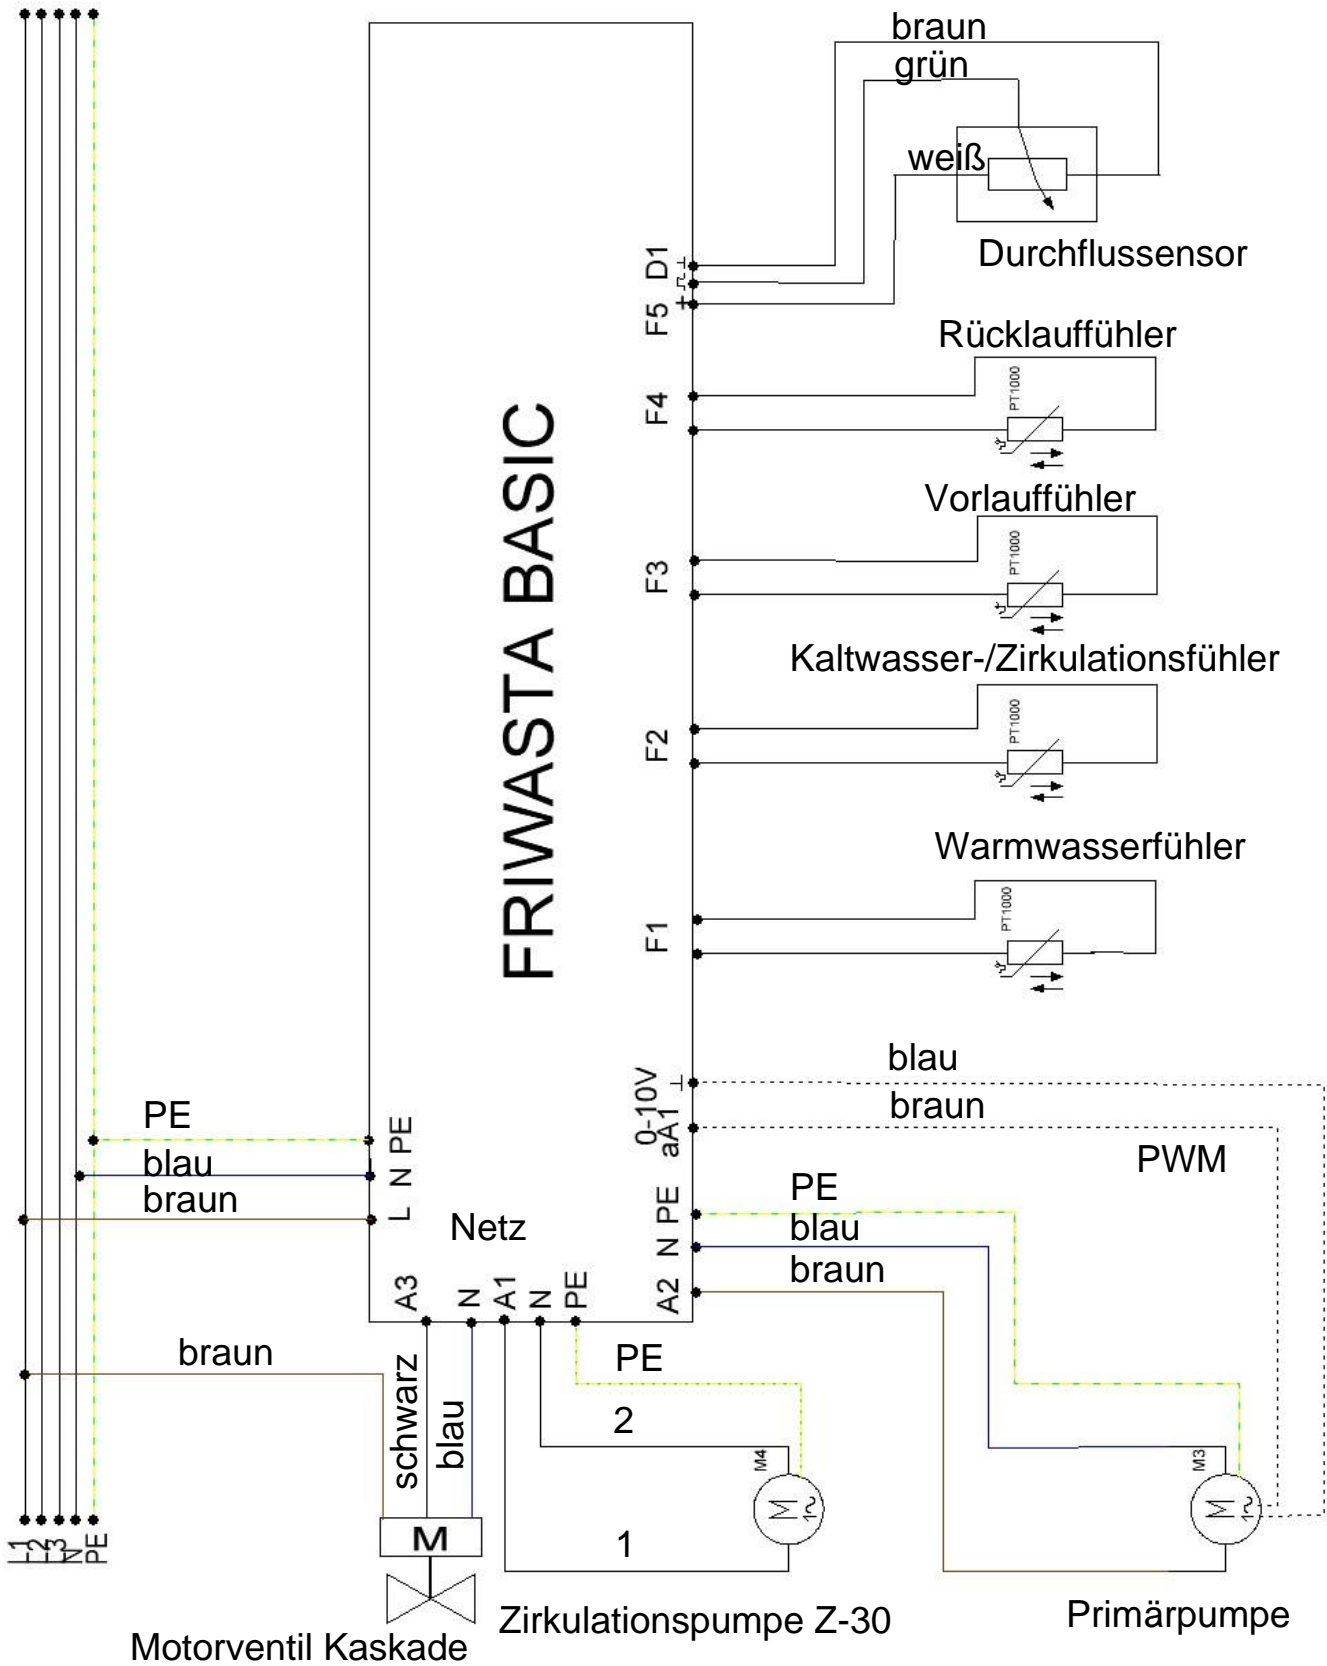 braun
grün
weiß
Durchflussensor
D1
F5
Rücklauffühler
PT1000
F4
Vorlauffühler
PT1000
F3
Kaltwasser-/Zirkulationsfühler
PT1000
F2
Warmwasserfühler
PT1000
F1
FRIWASTA BASIC
blau
0-10V
braun
aA1
PWM
PE
PE
blau
N
braun
L
Netz
PE
PE
blau
N
braun
A2
A3
N
A1
N
PE
braun
schwarz
blau
PE
2
1
M4
M
1~
M3
M
1~
M
L1
L2
L3
N
PE
Motorventil Kaskade
Zirkulationspumpe Z-30
Primärpumpe